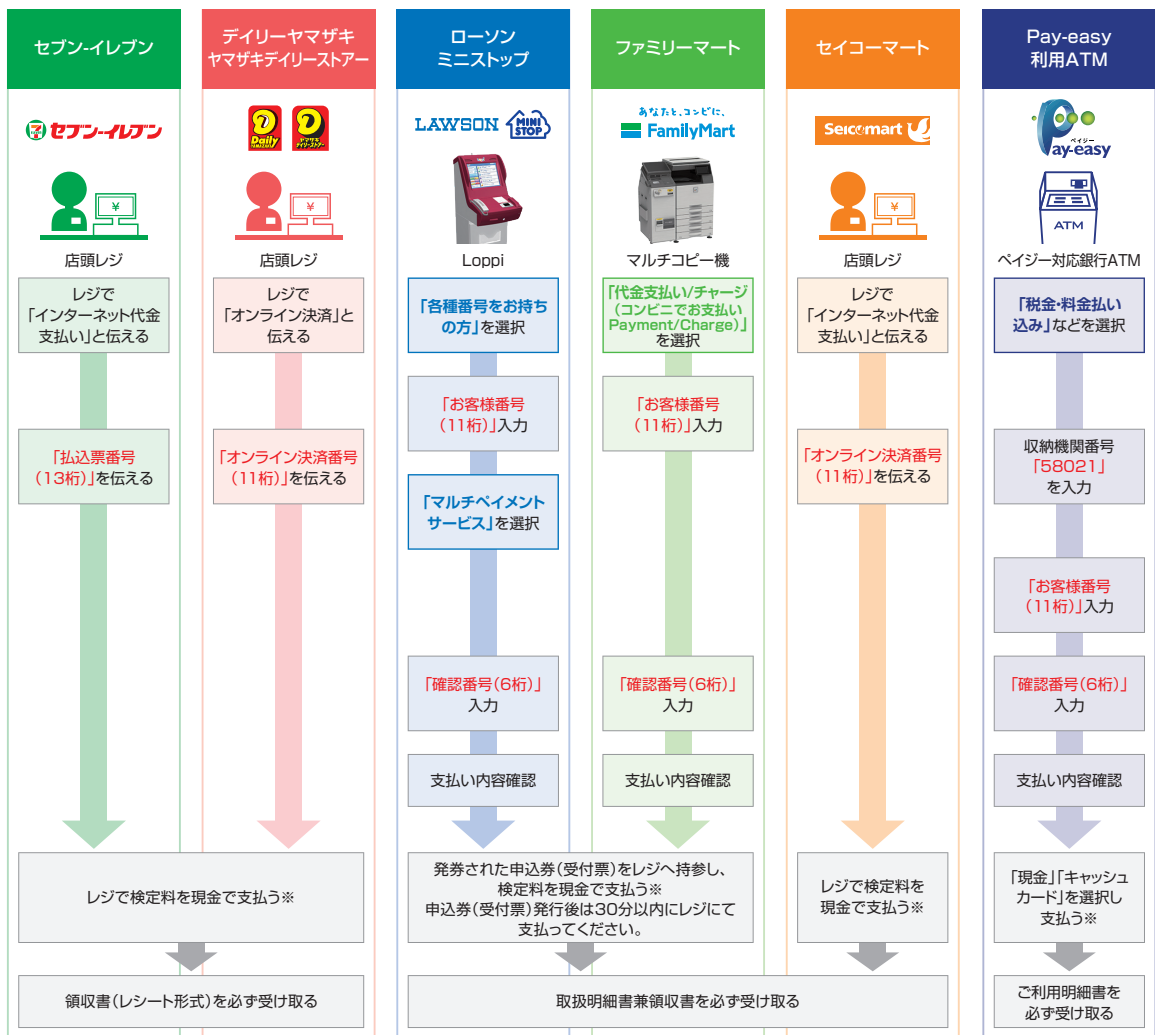 セブン-イレブン
セブン-イレブン
¥
店頭レジ
レジで
「インターネット代金
支払い」と伝える
「払込票番号
(13桁)」を伝える
デイリーヤマザキ
ヤマザキデイリーストアー
Daily
YAMAZAKI
ヤマザキ
デイリーストアー
¥
店頭レジ
レジで
「オンライン決済」と
伝える
「オンライン決済番号
(11桁)」を伝える
レジで検定料を現金で支払う※
領収書(レシート形式)を必ず受け取る
ローソン
ミニストップ
LAWSON
MINI
STOP
Loppi
「各種番号をお持ち
の方」を選択
「お客様番号
(11桁)」入力
「マルチペイメント
サービス」を選択
「確認番号(6桁)」
入力
支払い内容確認
ファミリーマート
あなたと、コンビに、
FamilyMart
マルチコピー機
「代金支払い/チャージ
(コンビニでお支払い
Payment/Charge)」
を選択
「お客様番号
(11桁)」入力
「確認番号(6桁)」
入力
支払い内容確認
発券された申込券(受付票)をレジへ持参し、
検定料を現金で支払う※
申込券(受付票)発行後は30分以内にレジにて
支払ってください。
セイコーマート
Seicomart
¥
店頭レジ
レジで
「インターネット代金
支払い」と伝える
「オンライン決済番号
(11桁)」を伝える
レジで検定料を
現金で支払う※
取扱明細書兼領収書を必ず受け取る
Pay-easy
利用ATM
ペイジー
Pay-easy
ATM
ペイジー対応銀行ATM
「税金・料金払い
込み」などを選択
収納機関番号
「58021」
を入力
「お客様番号
(11桁)」入力
「確認番号(6桁)」
入力
支払い内容確認
「現金」「キャッシュ
カード」を選択し
支払う※
ご利用明細書を
必ず受け取る